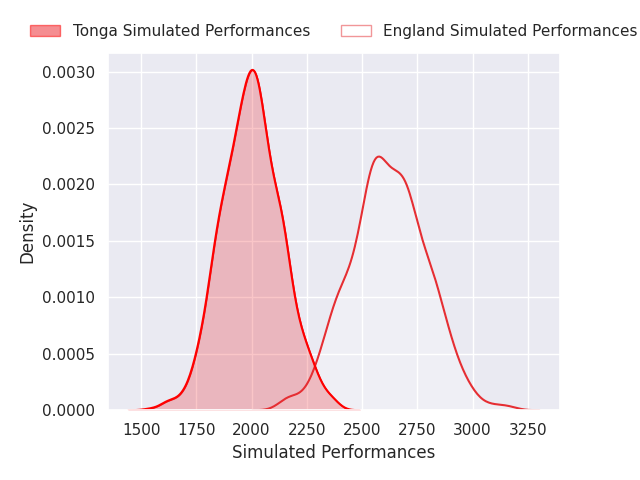 Tonga Simulated Performances
England Simulated Performances
0.0030
0.0025
0.0020
0.0015
0.0010
0.0005
0.0000
Density
1500 1750 2000 2250 2500 2750 3000 3250
Simulated Performances